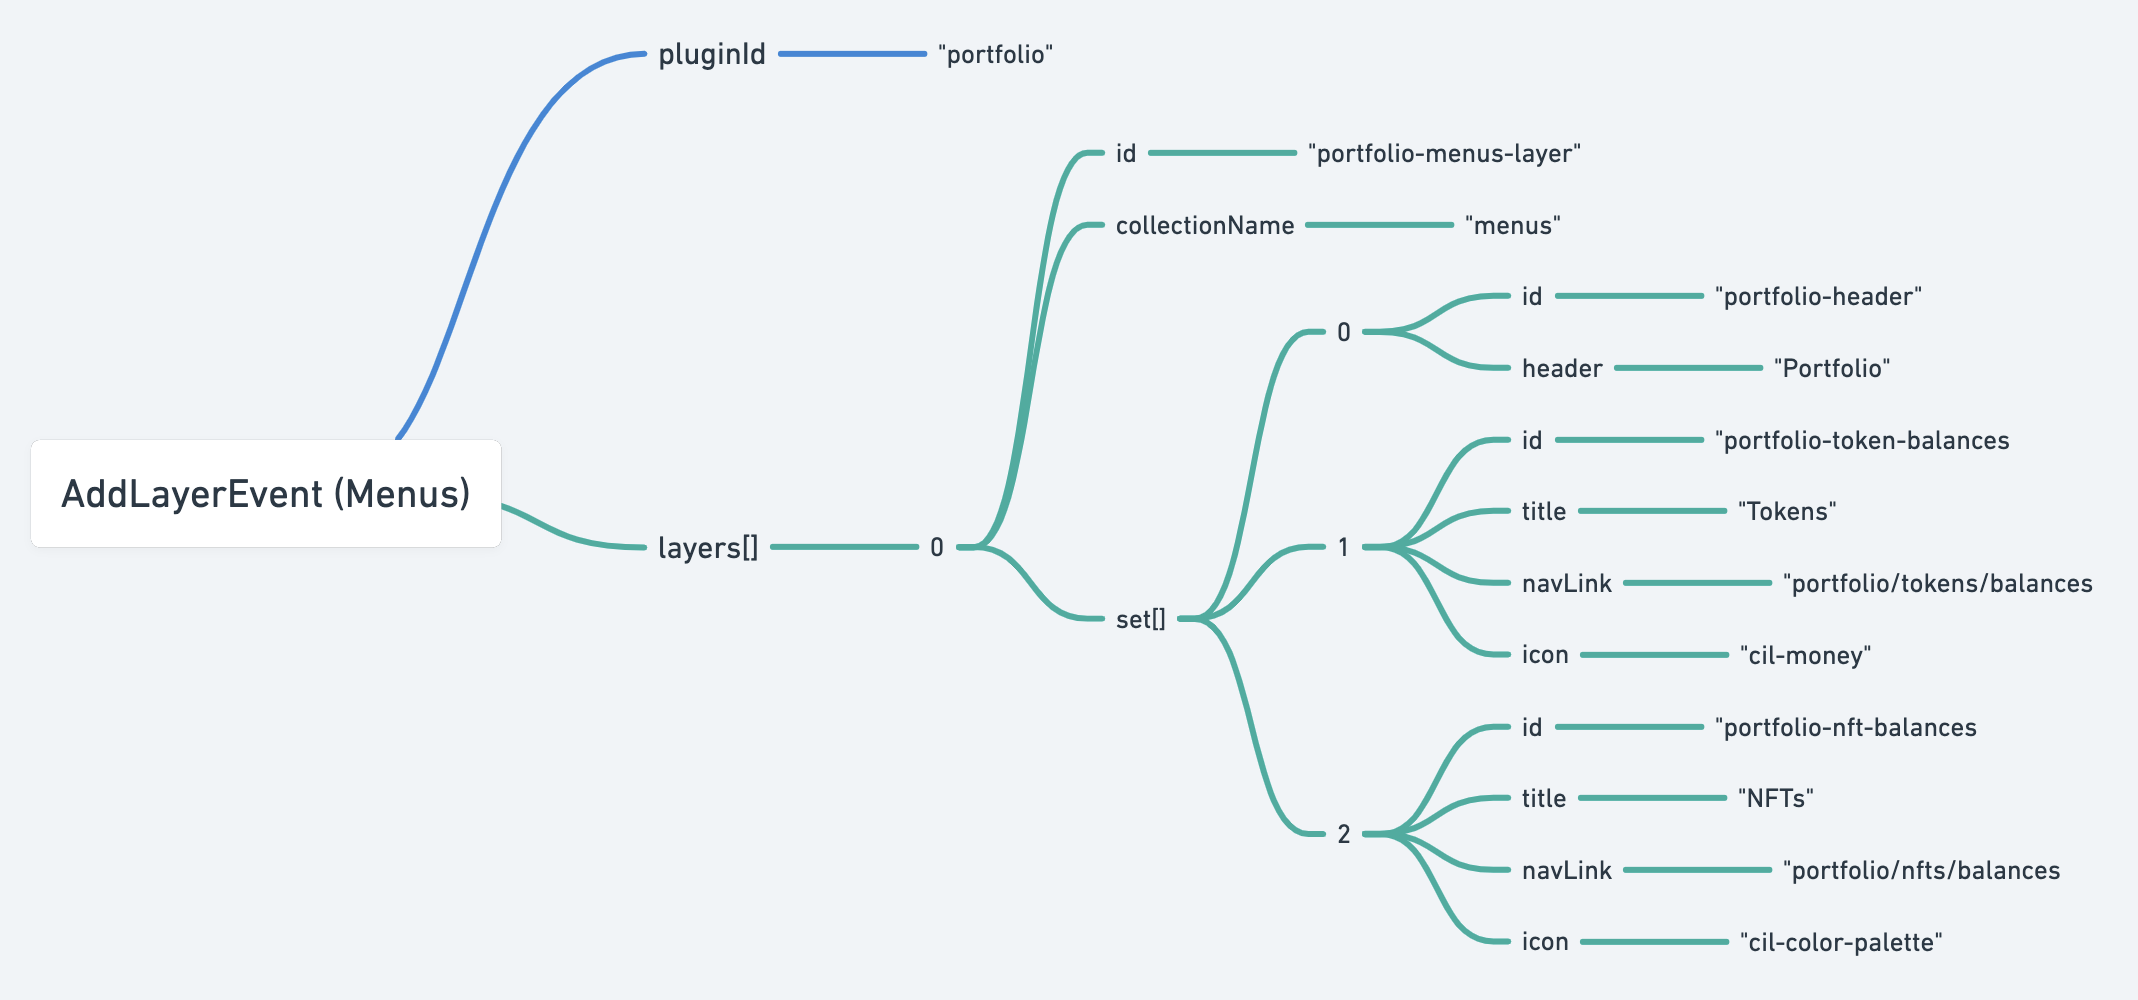 pluginId "portfolio"
id "portfolio-menus-layer"
collectionName "menus"
id "portfolio-header"
0
header "Portfolio"
id "portfolio-token-balances
AddLayerEvent (Menus)
title "Tokens"
layers[] 0
1
navLink "portfolio/tokens/balances
set[]
icon "cil-money"
id "portfolio-nft-balances
title "NFTs"
2
navLink "portfolio/nfts/balances
icon "cil-color-palette"